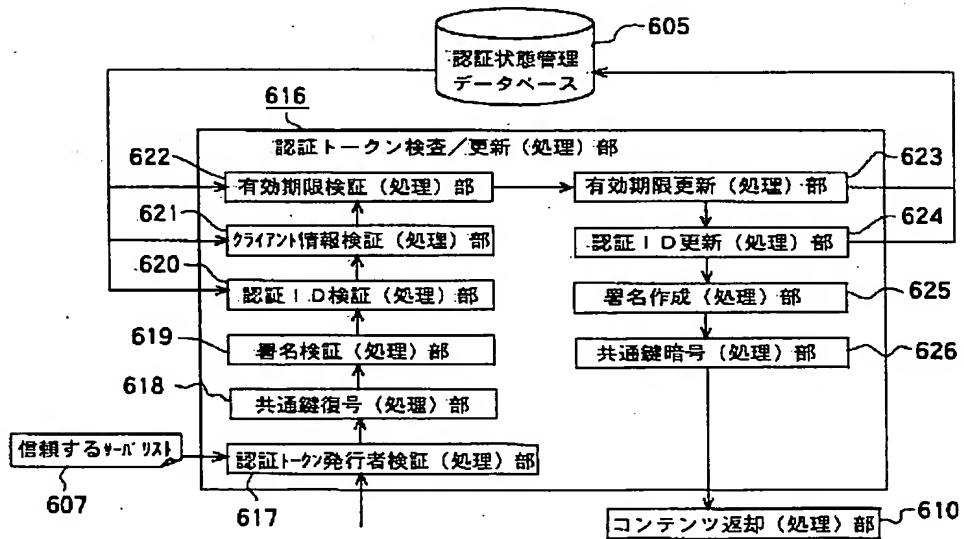 605
認証状態管理
データベース
616
認証トークン検査／更新（処理）部
622
有効期限検証（処理）部
有効期限更新（処理）部
623
621
クライアント情報検証（処理）部
認証ＩＤ更新（処理）部
624
620
認証ＩＤ検証（処理）部
署名作成（処理）部
625
619
署名検証（処理）部
共通鍵暗号（処理）部
626
618
共通鍵復号（処理）部
信頼するサーバリスト
認証トークン発行者検証（処理）部
607
617
コンテンツ返却（処理）部
610